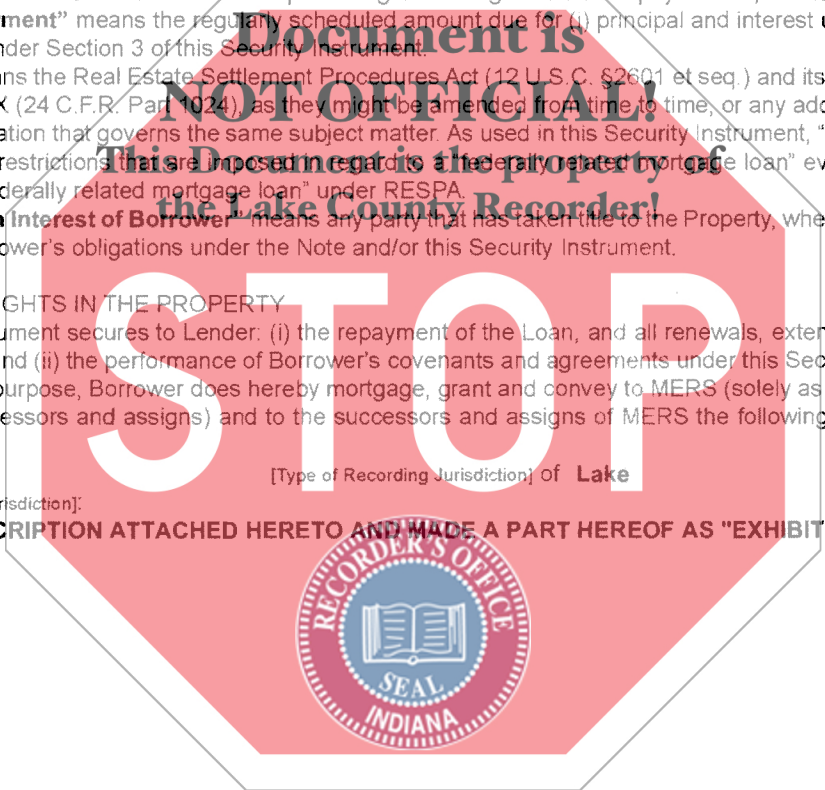 ment" means the regularly scheduled amount due for (i) principal and interest
Document is
nder Section 3 of this Security Instrument.
ns the Real Estate Settlement Procedures Act (12 U.S.C. §2601 et seq.) and its
NOT OFFICIAL!
X (24 C.F.R. Part 1024), as they might be amended from time to time, or any add
ation that governs the same subject matter. As used in this Security Instrument, "
This Document is the property of
restrictions that are imposed in regard to a "federally related mortgage loan" ev
derally related mortgage loan" under RESPA.
the Lake County Recorder!
Interest of Borrower" means any party that has taken title to the Property, whe
ower's obligations under the Note and/or this Security Instrument.
GHTS IN THE PROPERTY
ument secures to Lender: (i) the repayment of the Loan, and all renewals, exten
nd (ii) the performance of Borrower's covenants and agreements under this Sec
urpose, Borrower does hereby mortgage, grant and convey to MERS (solely as
essors and assigns) and to the successors and assigns of MERS the following
STOP
[Type of Recording Jurisdiction] of Lake
risdiction]:
CRIPTION ATTACHED HERETO AND MADE A PART HEREOF AS "EXHIBIT
RECORDER'S OFFICE
SEAL
INDIANA